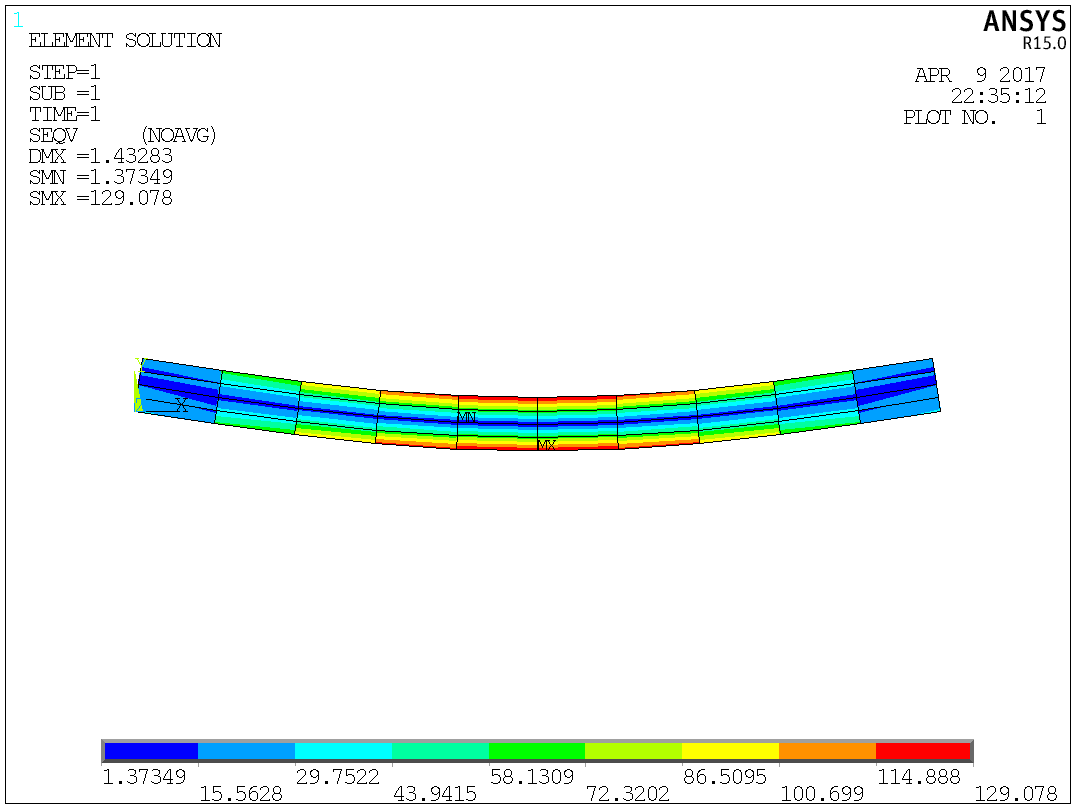 1
ELEMENT SOLUTION
STEP=1
SUB =1
TIME=1
SEQV (NOAVG)
DMX =1.43283
SMN =1.37349
SMX =129.078
ANSYS
R15.0
APR 9 2017
22:35:12
PLOT NO. 1
Y
X
MN
MX
1.37349 29.7522 58.1309 86.5095 114.888
15.5628 43.9415 72.3202 100.699 129.078